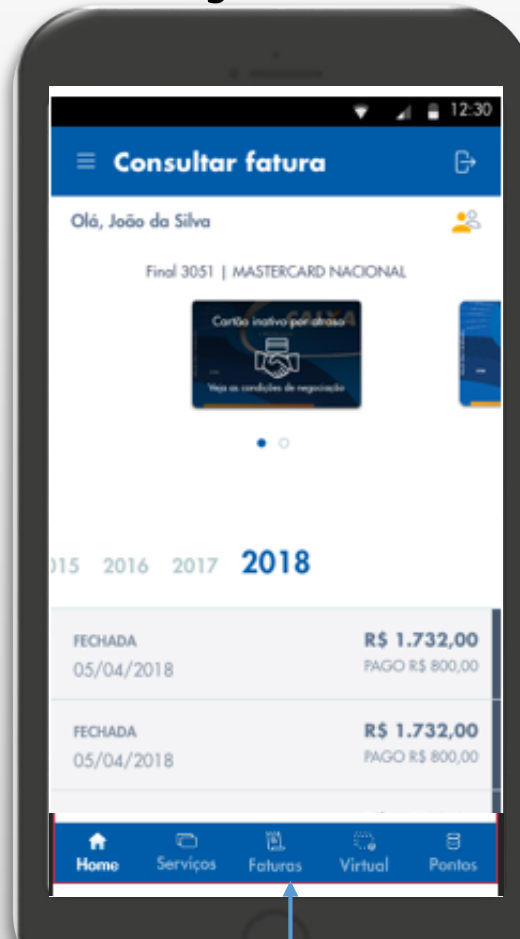 12:30
Consultar fatura
Olá, João da Silva
Final 3051 | MASTERCARD NACIONAL
CAIXA
Cartão inativo por atraso
Veja as condições de negociação
015 2016 2017 2018
FECHADA R$ 1.732,00
05/04/2018 PAGO R$ 800,00
FECHADA R$ 1.732,00
05/04/2018 PAGO R$ 800,00
Home Serviços Faturas Virtual Pontos